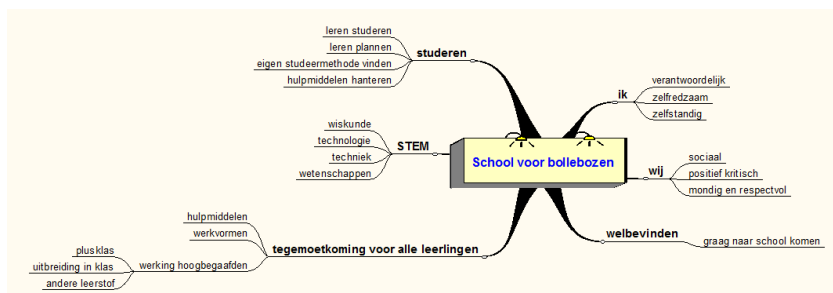 School voor bollebozen
studeren
leren studeren
leren plannen
eigen studeermethode vinden
hulpmiddelen hanteren
STEM
wiskunde
technologie
techniek
wetenschappen
tegemoetkoming voor alle leerlingen
hulpmiddelen
werkvormen
werking hoogbegaafden
plusklas
uitbreiding in klas
andere leerstof
ik
verantwoordelijk
zelfredzaam
zelfstandig
wij
sociaal
positief kritisch
mondig en respectvol
welbevinden
graag naar school komen